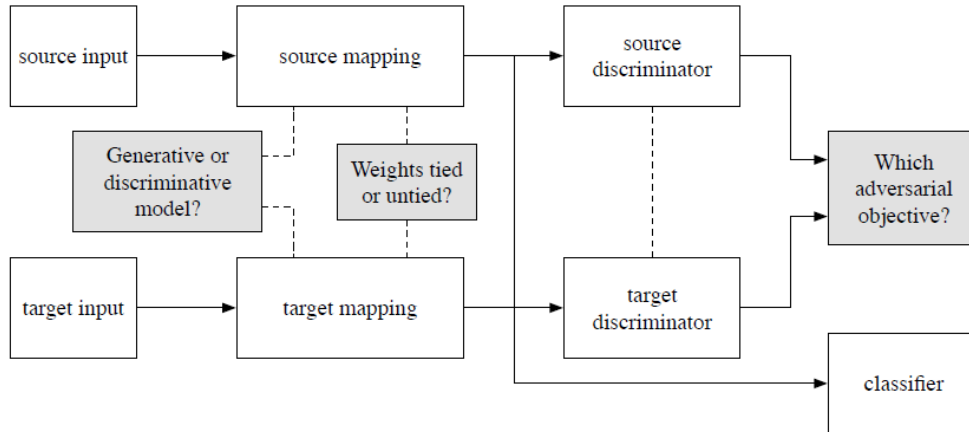 source input
source mapping
source
discriminator
Generative or
discriminative
model?
Weights tied
or untied?
Which
adversarial
objective?
target input
target mapping
target
discriminator
classifier